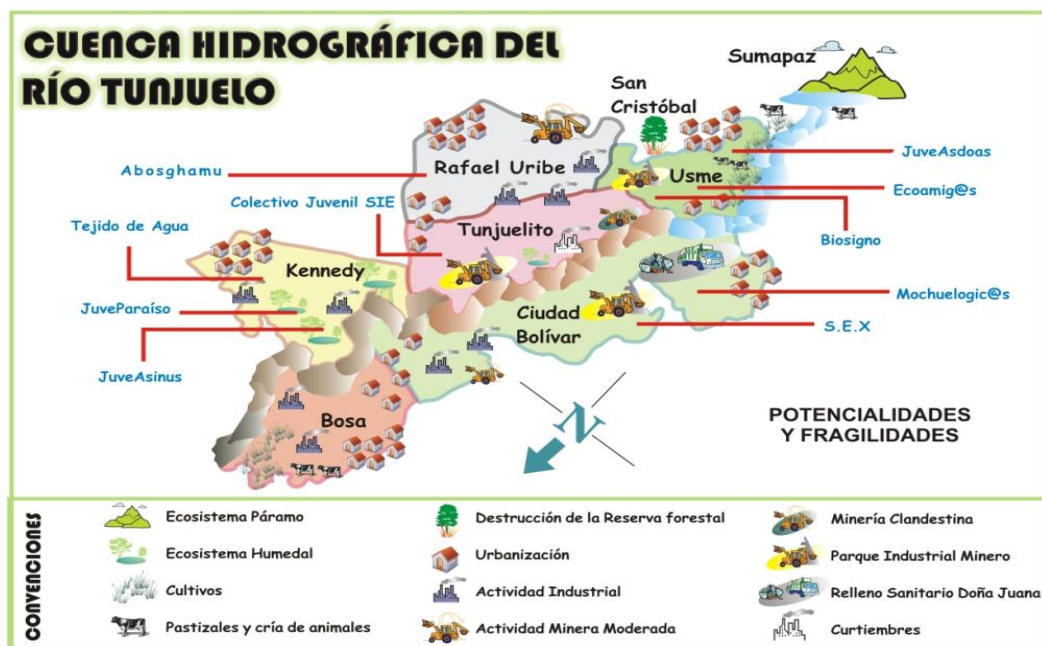 CUENCA HIDROGRÁFICA DEL
RÍO TUNJUELO
Sumapaz
San
Cristóbal
Rafael Uribe
Usme
Tunjuelito
Kennedy
Ciudad
Bolívar
Bosa
Abosghamu
Colectivo Juvenil SIE
Tejido de Agua
JuveParaíso
JuveAsinus
JuveAsdoas
Ecoamig@s
Biosigno
Mochuelogic@s
S.E.X
N
POTENCIALIDADES
Y FRAGILIDADES
CONVENCIONES
Ecosistema Páramo
Ecosistema Humedal
Cultivos
Pastizales y cría de animales
Destrucción de la Reserva forestal
Urbanización
Actividad Industrial
Actividad Minera Moderada
Minería Clandestina
Parque Industrial Minero
Relleno Sanitario Doña Juana
Curtiembres